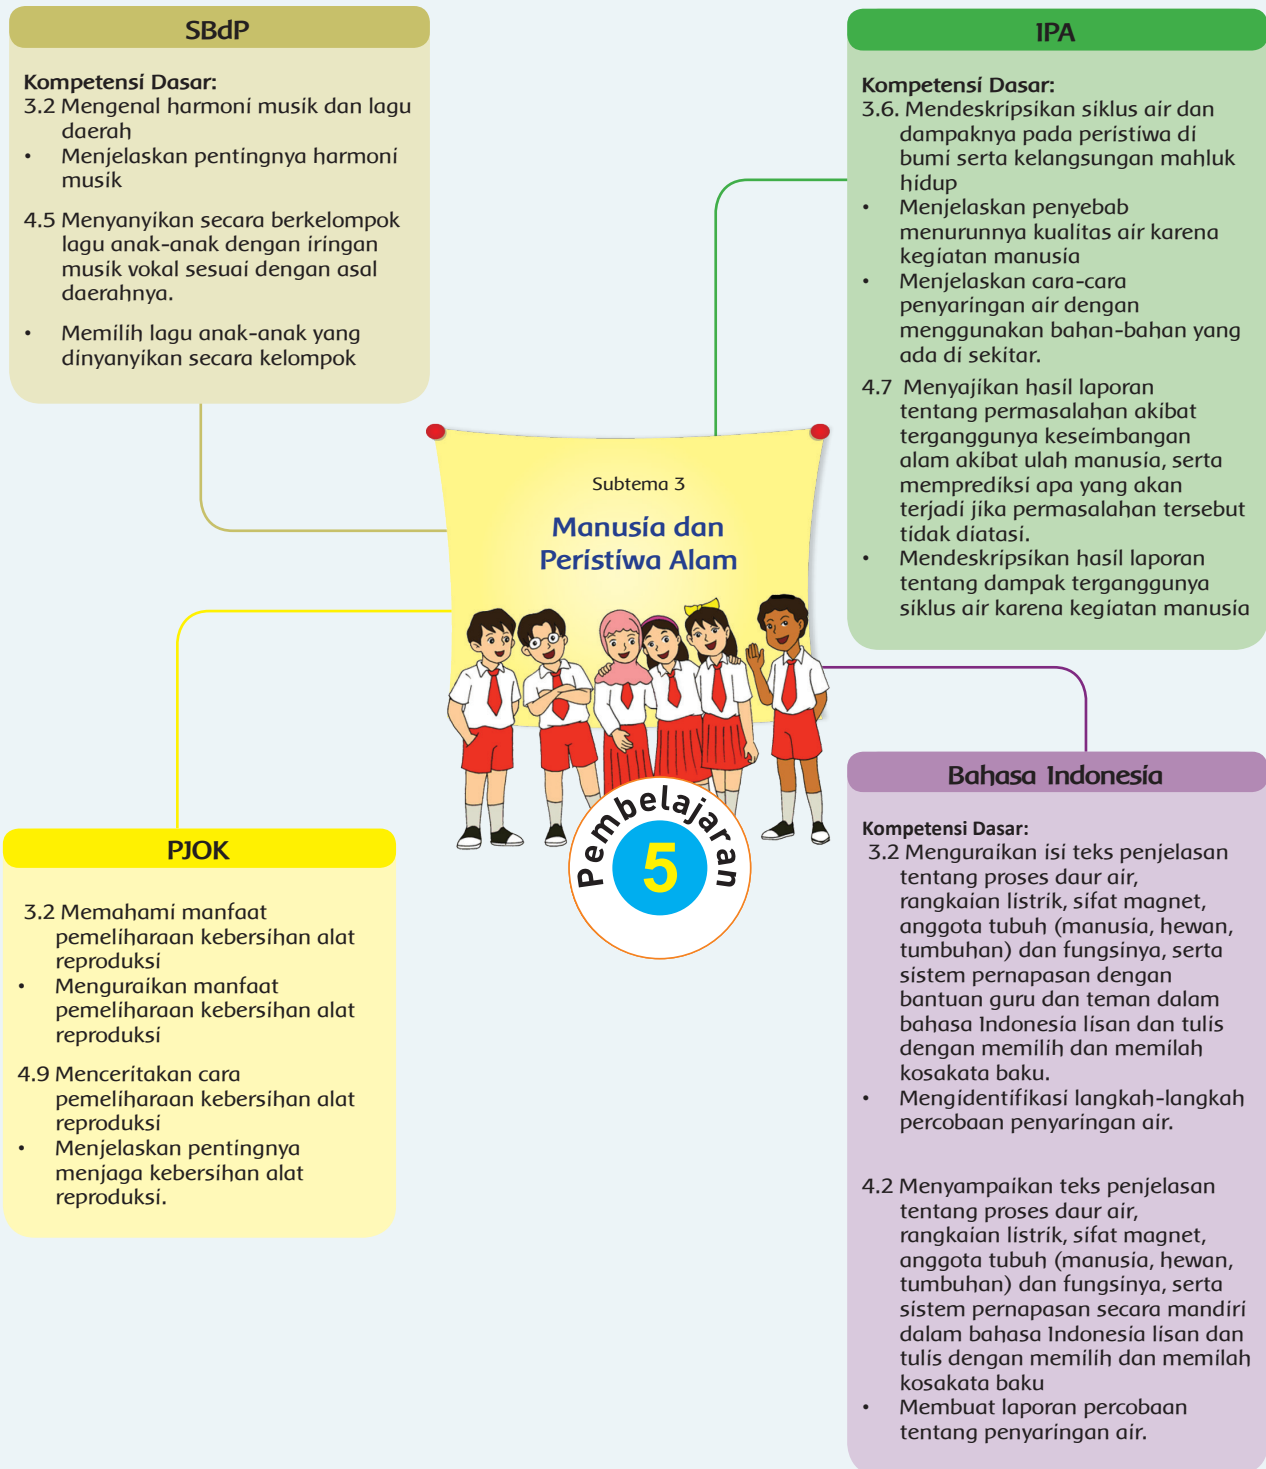 SBdP
Kompetensi Dasar:
3.2 Mengenal harmoni musik dan lagu
daerah
• Menjelaskan pentingnya harmoni
musik
4.5 Menyanyikan secara berkelompok
lagu anak-anak dengan iringan
musik vokal sesuai dengan asal
daerahnya.
• Memilih lagu anak-anak yang
dinyanyikan secara kelompok
IPA
Kompetensi Dasar:
3.6. Mendeskripsikan siklus air dan
dampaknya pada peristiwa di
bumi serta kelangsungan mahluk
hidup
• Menjelaskan penyebab
menurunnya kualitas air karena
kegiatan manusia
• Menjelaskan cara-cara
penyaringan air dengan
menggunakan bahan-bahan yang
ada di sekitar.
4.7 Menyajikan hasil laporan
tentang permasalahan akibat
terganggunya keseimbangan
alam akibat ulah manusia, serta
memprediksi apa yang akan
terjadi jika permasalahan tersebut
tidak diatasi.
• Mendeskripsikan hasil laporan
tentang dampak terganggunya
siklus air karena kegiatan manusia
Subtema 3
Manusia dan
Peristiwa Alam
Pembelajaran
5
PJOK
3.2 Memahami manfaat
pemeliharaan kebersihan alat
reproduksi
• Menguraikan manfaat
pemeliharaan kebersihan alat
reproduksi
4.9 Menceritakan cara
pemeliharaan kebersihan alat
reproduksi
• Menjelaskan pentingnya
menjaga kebersihan alat
reproduksi.
Bahasa Indonesia
Kompetensi Dasar:
3.2 Menguraikan isi teks penjelasan
tentang proses daur air,
rangkaian listrik, sifat magnet,
anggota tubuh (manusia, hewan,
tumbuhan) dan fungsinya, serta
sistem pernapasan dengan
bantuan guru dan teman dalam
bahasa Indonesia lisan dan tulis
dengan memilih dan memilah
kosakata baku.
• Mengidentifikasi langkah-langkah
percobaan penyaringan air.
4.2 Menyampaikan teks penjelasan
tentang proses daur air,
rangkaian listrik, sifat magnet,
anggota tubuh (manusia, hewan,
tumbuhan) dan fungsinya, serta
sistem pernapasan secara mandiri
dalam bahasa Indonesia lisan dan
tulis dengan memilih dan memilah
kosakata baku
• Membuat laporan percobaan
tentang penyaringan air.